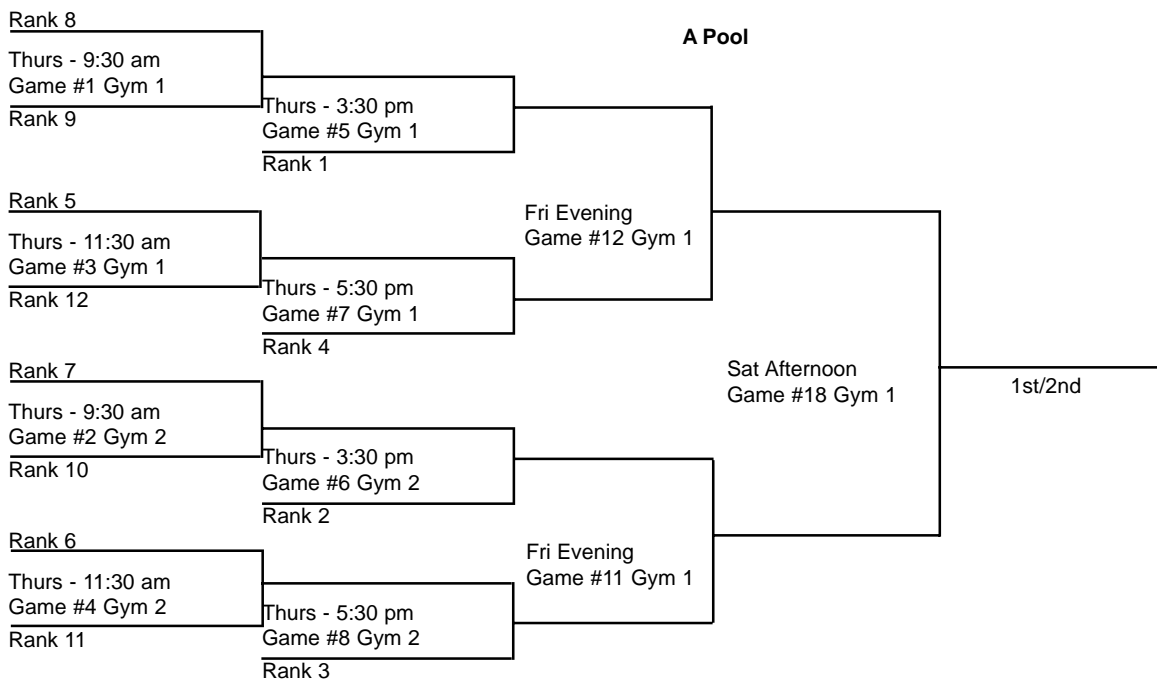 A Pool
Rank 8
Thurs - 9:30 am
Game #1 Gym 1
Rank 9
Thurs - 3:30 pm
Game #5 Gym 1
Rank 1
Rank 5
Thurs - 11:30 am
Game #3 Gym 1
Rank 12
Thurs - 5:30 pm
Game #7 Gym 1
Rank 4
Fri Evening
Game #12 Gym 1
Rank 7
Thurs - 9:30 am
Game #2 Gym 2
Rank 10
Thurs - 3:30 pm
Game #6 Gym 2
Rank 2
Rank 6
Thurs - 11:30 am
Game #4 Gym 2
Rank 11
Thurs - 5:30 pm
Game #8 Gym 2
Rank 3
Fri Evening
Game #11 Gym 1
Sat Afternoon
Game #18 Gym 1
1st/2nd